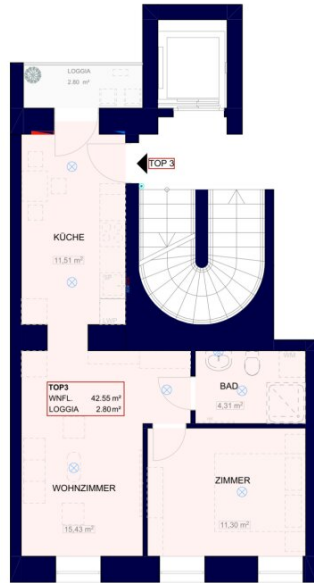 LOGGIA
2.80 m²
TOP 3
KÜCHE
11,51 m²
TOP3
WNFL. 42.55 m²
LOGGIA 2.80 m²
BAD
4,31 m²
WOHNZIMMER
15,43 m²
ZIMMER
11,30 m²